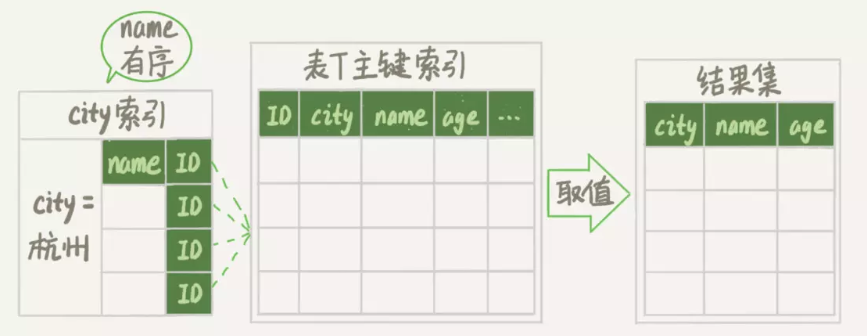 name
有序
city索引
name ID
city=
杭州
ID
ID
ID
表T主键索引
ID city name age ...
取值
结果集
city name age